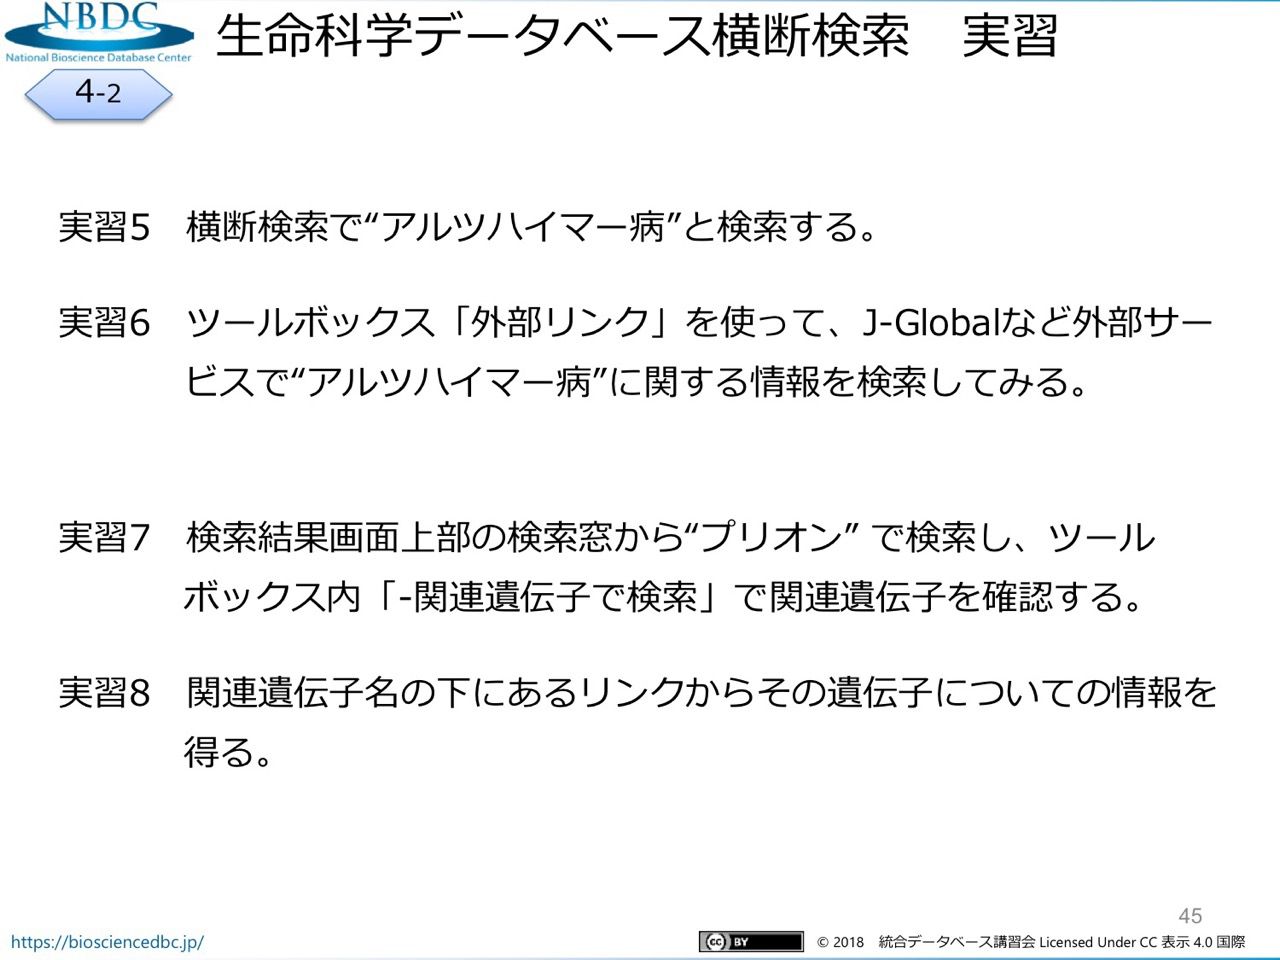 NBDC
National Bioscience Database Center
生命科学データベース横断検索　実習
4-2
実習5　横断検索で“アルツハイマー病”と検索する。
実習6　ツールボックス「外部リンク」を使って、J-Globalなど外部サー
ビスで“アルツハイマー病”に関する情報を検索してみる。
実習7　検索結果画面上部の検索窓から“プリオン” で検索し、ツール
ボックス内「-関連遺伝子で検索」で関連遺伝子を確認する。
実習8　関連遺伝子名の下にあるリンクからその遺伝子についての情報を
得る。
45
https://biosciencedbc.jp/
cc BY
© 2018　統合データベース講習会 Licensed Under CC 表示 4.0 国際